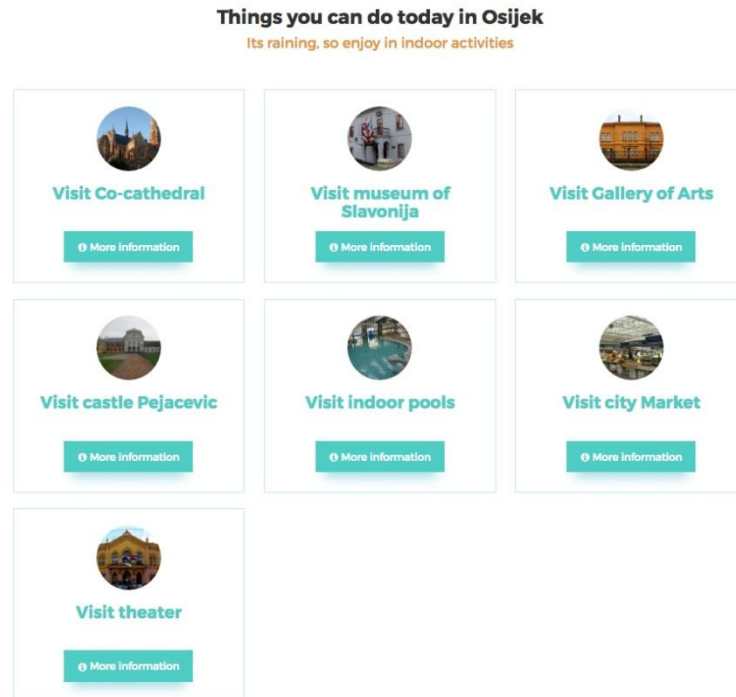 Things you can do today in Osijek
Its raining, so enjoy in indoor activities
Visit Co-cathedral
More information
Visit museum of
Slavonija
More information
Visit Gallery of Arts
More information
Visit castle Pejacevic
More information
Visit indoor pools
More information
Visit city Market
More information
Visit theater
More information